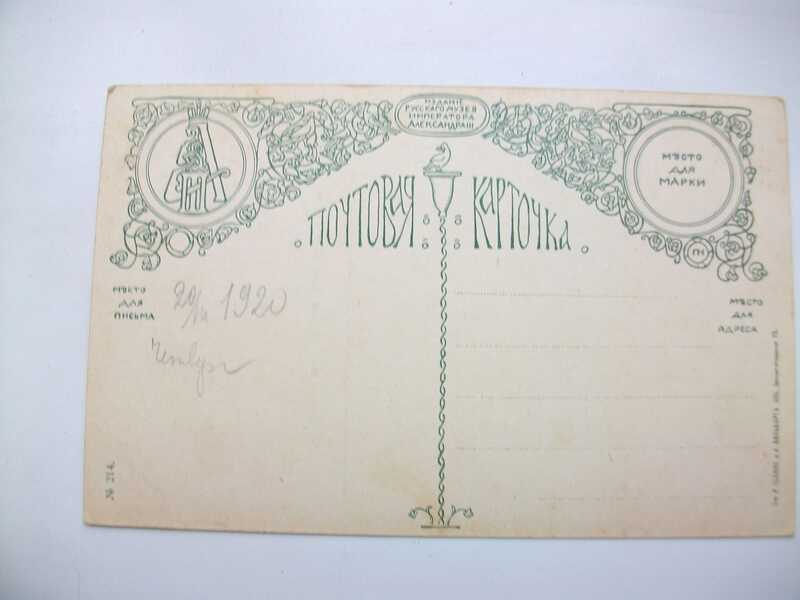 ИЗДАНІЕ
РУССКАГО МУЗЕЯ
ИМПЕРАТОРА
АЛЕКСАНДРА III
МѢСТО
ДЛЯ
МАРКИ
ПОЧТОВАЯ КАРТОЧКА
МѢСТО
ДЛЯ
ПИСЬМА
1920
МѢСТО
ДЛЯ
АДРЕСА
№ 214.